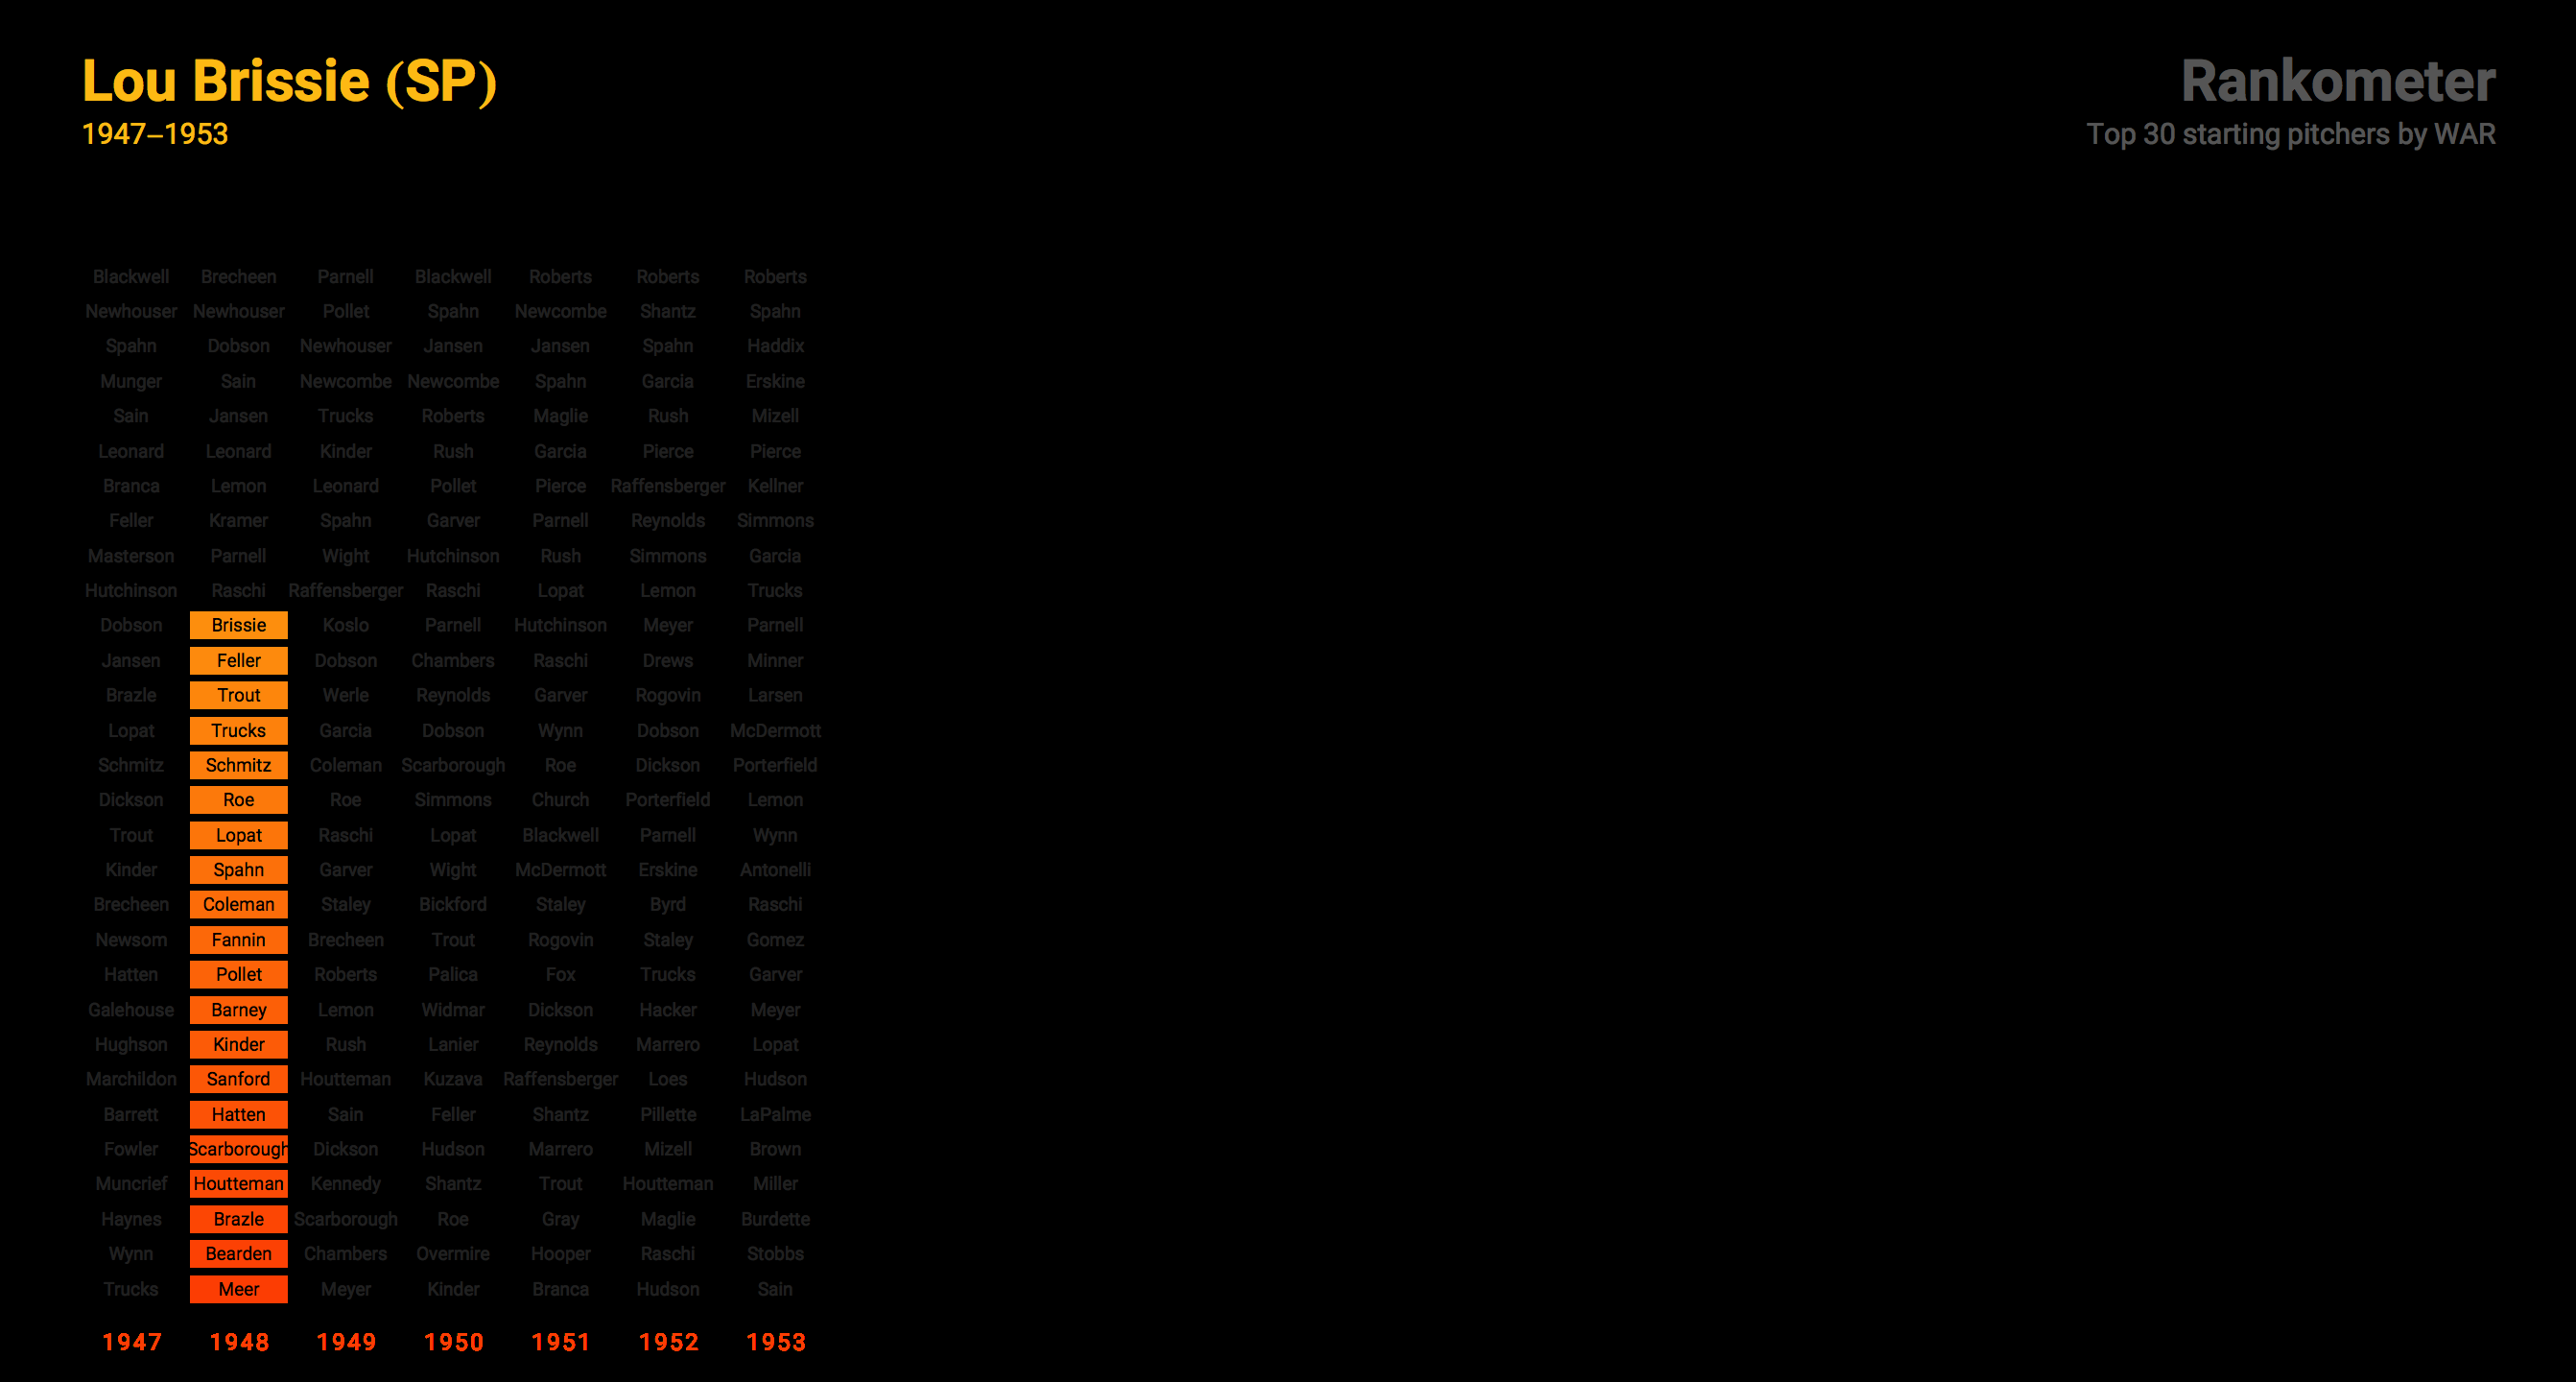 Lou Brissie (SP)
1947–1953
Rankometer
Top 30 starting pitchers by WAR
Blackwell Brecheen Parnell Blackwell Roberts Roberts Roberts
Newhouser Newhouser Pollet Spahn Newcombe Shantz Spahn
Spahn Dobson Newhouser Jansen Jansen Spahn Haddix
Munger Sain Newcombe Newcombe Spahn Garcia Erskine
Sain Jansen Trucks Roberts Maglie Rush Mizell
Leonard Leonard Kinder Rush Garcia Pierce Pierce
Branca Lemon Leonard Pollet Pierce Raffensberger Kellner
Feller Kramer Spahn Garver Parnell Reynolds Simmons
Masterson Parnell Wight Hutchinson Rush Simmons Garcia
Hutchinson Raschi Raffensberger Raschi Lopat Lemon Trucks
Dobson Brissie Koslo Parnell Hutchinson Meyer Parnell
Jansen Feller Dobson Chambers Raschi Drews Minner
Brazle Trout Werle Reynolds Garver Rogovin Larsen
Lopat Trucks Garcia Dobson Wynn Dobson McDermott
Schmitz Schmitz Coleman Scarborough Roe Dickson Porterfield
Dickson Roe Roe Simmons Church Porterfield Lemon
Trout Lopat Raschi Lopat Blackwell Parnell Wynn
Kinder Spahn Garver Wight McDermott Erskine Antonelli
Brecheen Coleman Staley Bickford Staley Byrd Raschi
Newsom Fannin Brecheen Trout Rogovin Staley Gomez
Hatten Pollet Roberts Palica Fox Trucks Garver
Galehouse Barney Lemon Widmar Dickson Hacker Meyer
Hughson Kinder Rush Lanier Reynolds Marrero Lopat
Marchildon Sanford Houtteman Kuzava Raffensberger Loes Hudson
Barrett Hatten Sain Feller Shantz Pillette LaPalme
Fowler Scarborough Dickson Hudson Marrero Mizell Brown
Muncrief Houtteman Kennedy Shantz Trout Houtteman Miller
Haynes Brazle Scarborough Roe Gray Maglie Burdette
Wynn Bearden Chambers Overmire Hooper Raschi Stobbs
Trucks Meer Meyer Kinder Branca Hudson Sain
1947 1948 1949 1950 1951 1952 1953